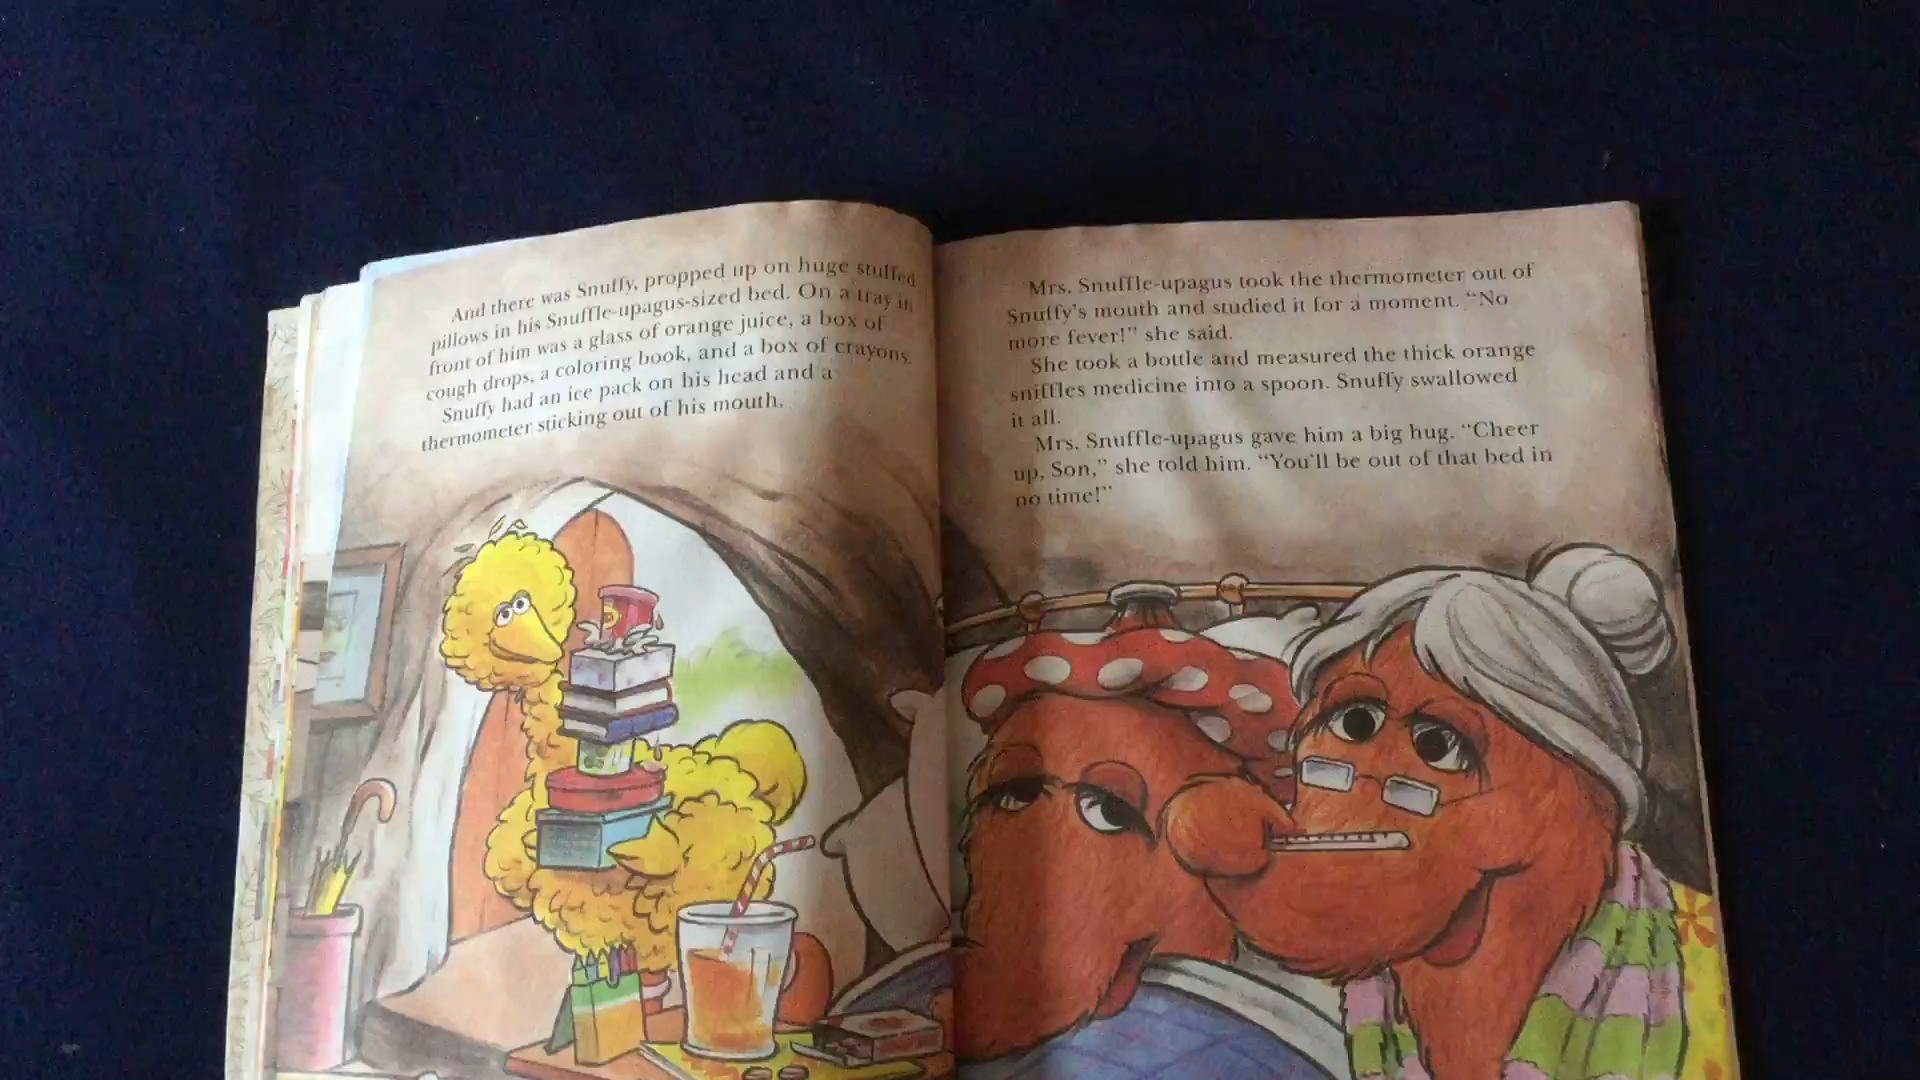 And there was Snuffy, propped up on huge stuffed
pillows in his Snuffle-upagus-sized bed. On a tray in
front of him was a glass of orange juice, a box of
cough drops, a coloring book, and a box of crayons.
Snuffy had an ice pack on his head and a
thermometer sticking out of his mouth.
Mrs. Snuffle-upagus took the thermometer out of
Snuffy's mouth and studied it for a moment. “No
more fever!” she said.
She took a bottle and measured the thick orange
sniffles medicine into a spoon. Snuffy swallowed
it all.
Mrs. Snuffle-upagus gave him a big hug. “Cheer
up, Son,” she told him. “You'll be out of that bed in
no time!”